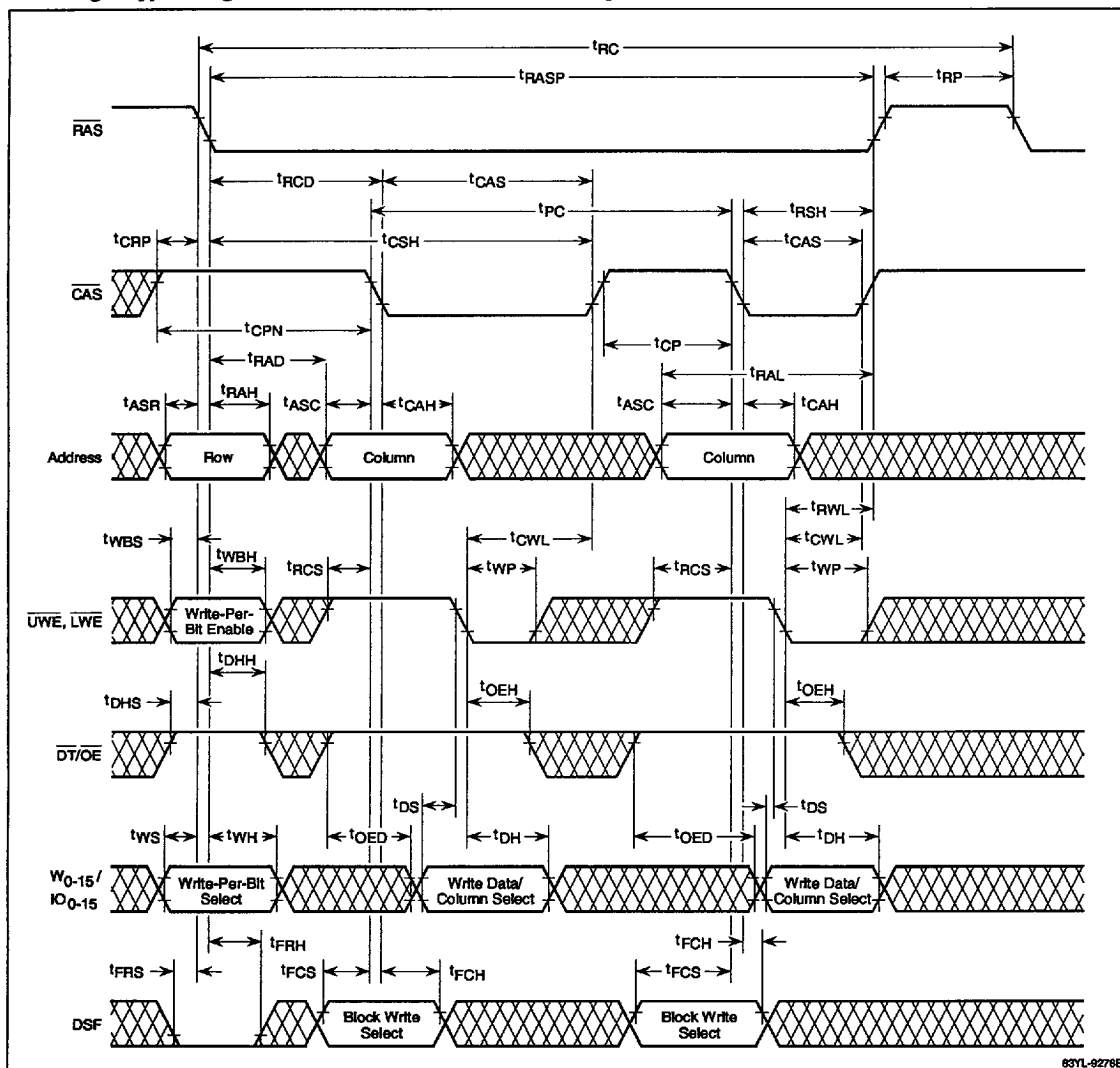 tRC
tRASP
tRP
RAS
tRCD
tCAS
tPC
tRSH
tCRP
tCSH
tCAS
CAS
tCPN
tCP
tRAD
tRAL
tASR
tRAH
tASC
tCAH
tASC
tCAH
Address
Row
Column
Column
tRWL
tWBS
tCWL
tCWL
tWBH
tRCS
tWP
tRCS
tWP
UWE, LWE
Write-Per-
Bit Enable
tDHH
tDHS
tOEH
tOEH
DT/OE
tDS
tDS
tWS
tWH
tOED
tDH
tOED
tDH
W0-15 /
IO0-15
Write-Per-Bit
Select
Write Data/
Column Select
Write Data/
Column Select
tFRH
tFCH
tFRS
tFCS
tFCH
tFCS
DSF
Block Write
Select
Block Write
Select
83YL-9276B